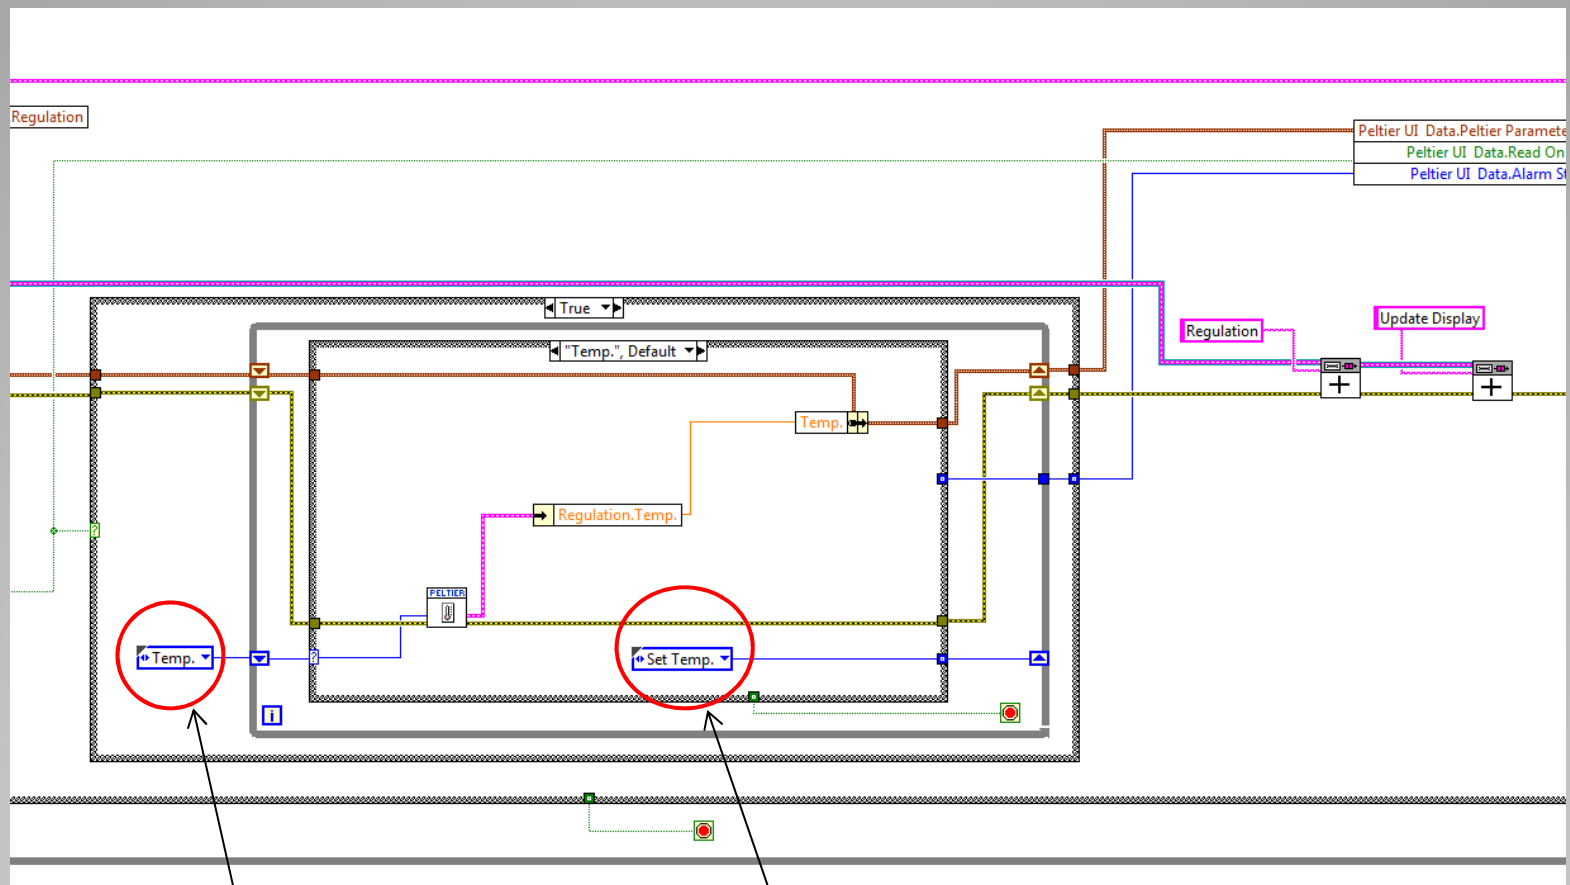 Regulation
Peltier UI Data.Peltier Paramete
Peltier UI Data.Read On
Peltier UI Data.Alarm St
True
"Temp.", Default
Regulation
Update Display
Temp.
Regulation.Temp.
PELTIER
?
?
Temp.
Set Temp.
i